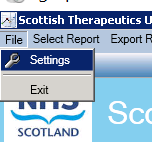 Scottish Therapeutics U
File Select Report Export R
Settings
Exit
NHS
SCOTLAND
Sco